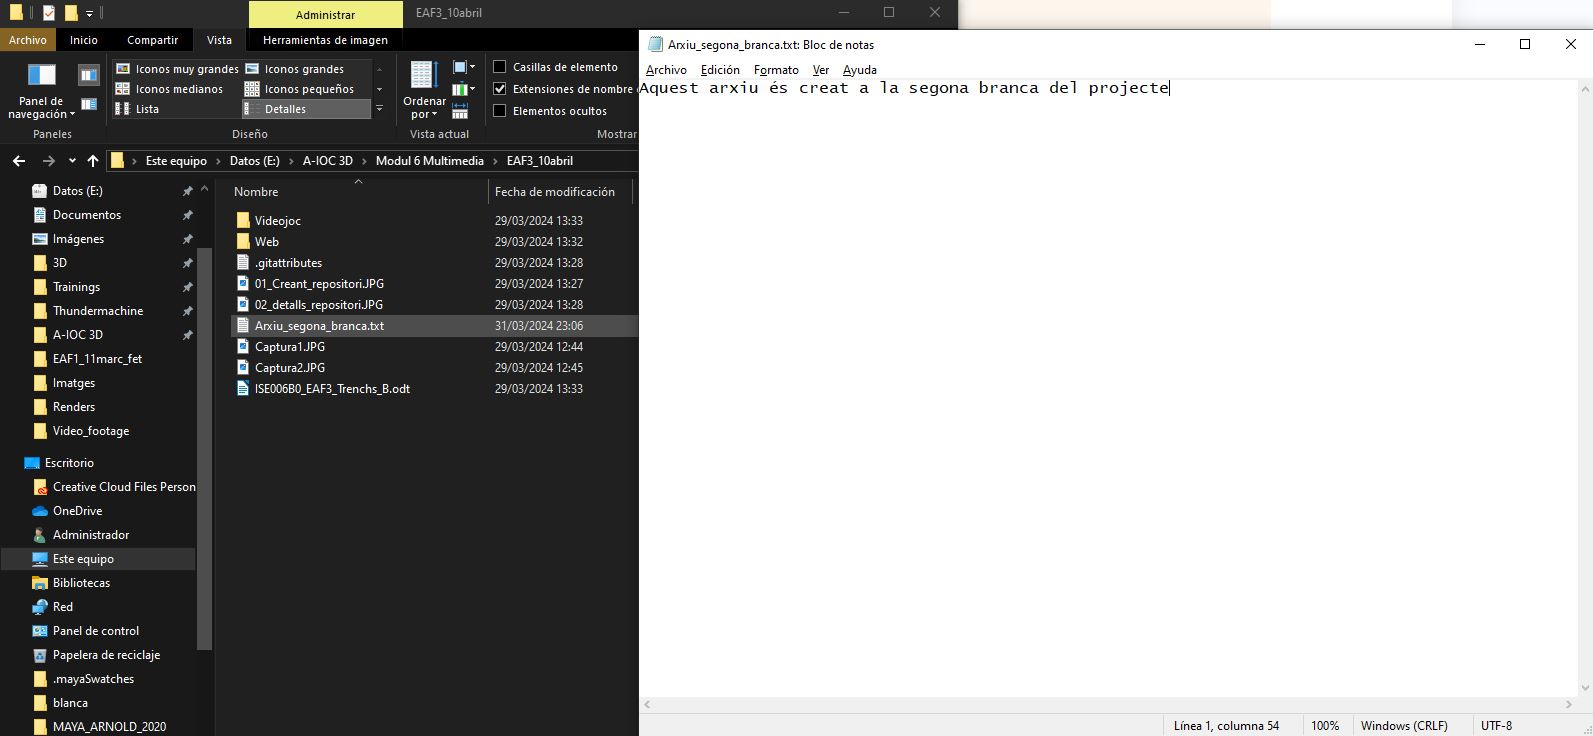 Administrar
EAF3_10abril
Archivo
Inicio
Compartir
Vista
Herramientas de imagen
Panel de navegación
Iconos muy grandes
Iconos grandes
Iconos medianos
Iconos pequeños
Lista
Detalles
Ordenar por
Casillas de elemento
Extensiones de nombre
Elementos ocultos
Paneles
Diseño
Vista actual
Mostrar
Este equipo
Datos (E:)
A-IOC 3D
Modul 6 Multimedia
EAF3_10abril
Datos (E:)
Documentos
Imágenes
3D
Trainings
Thundermachine
A-IOC 3D
EAF1_11marc_fet
Imatges
Renders
Video_footage
Escritorio
Creative Cloud Files Person
OneDrive
Administrador
Este equipo
Bibliotecas
Red
Panel de control
Papelera de reciclaje
.mayaSwatches
blanca
MAYA_ARNOLD_2020
Nombre
Fecha de modificación
Videojoc 29/03/2024 13:33
Web 29/03/2024 13:32
.gitattributes 29/03/2024 13:28
01_Creant_repositori.JPG 29/03/2024 13:27
02_detalls_repositori.JPG 29/03/2024 13:28
Arxiu_segona_branca.txt 31/03/2024 23:06
Captura1.JPG 29/03/2024 12:44
Captura2.JPG 29/03/2024 12:45
ISE006B0_EAF3_Trenchs_B.odt 29/03/2024 13:33
Arxiu_segona_branca.txt: Bloc de notas
Archivo Edición Formato Ver Ayuda
Aquest arxiu és creat a la segona branca del projecte
Línea 1, columna 54
100%
Windows (CRLF)
UTF-8